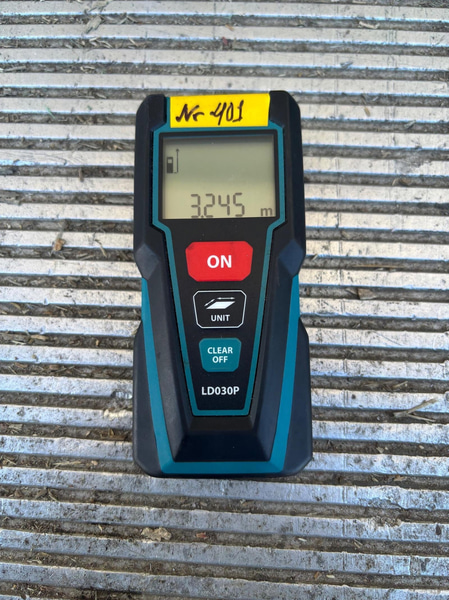 Nr 401
3.245 m
ON
UNIT
CLEAR
OFF
LD030P